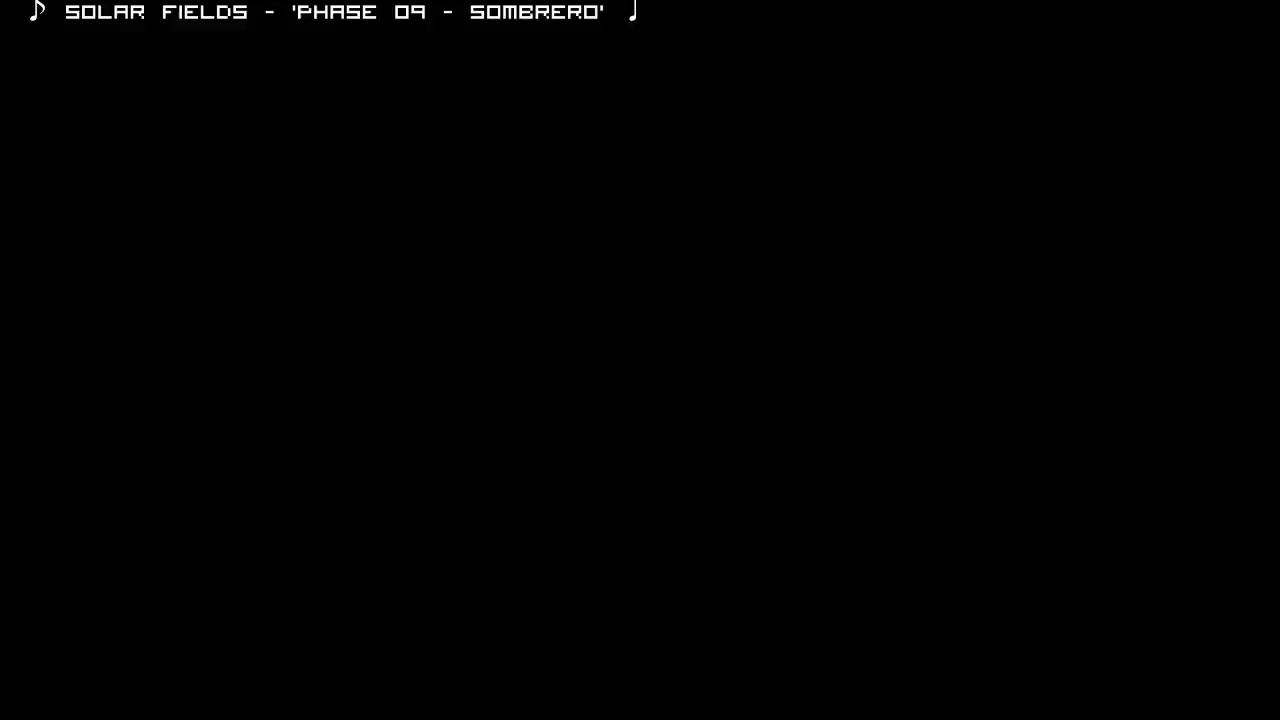 ♪ SOLAR FIELDS - 'PHASE 09 - SOMBRERO' ♩